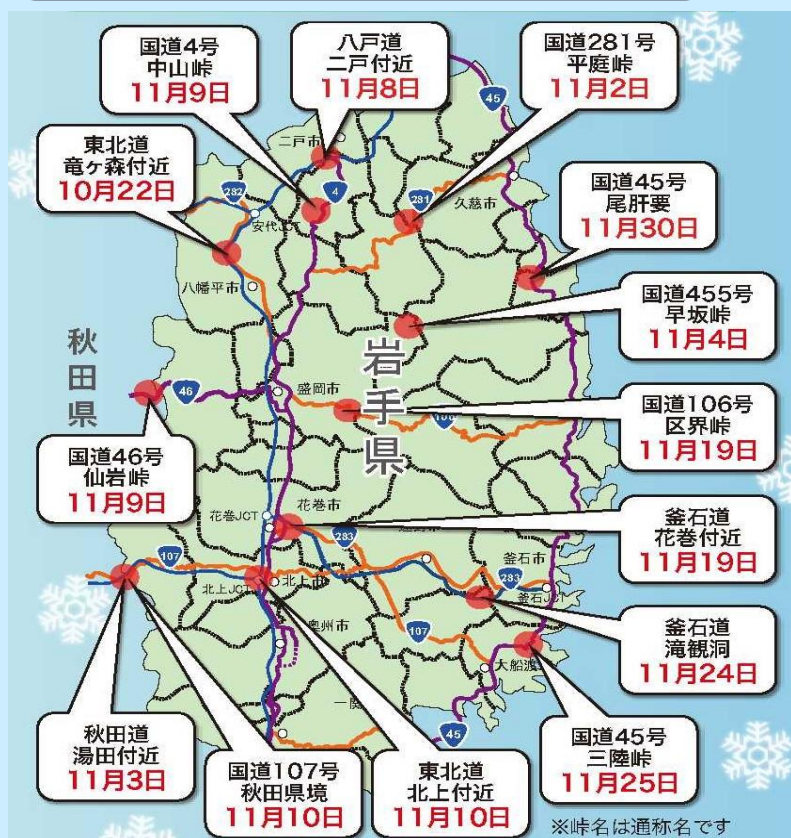 国道4号
中山峠
11月9日
八戸道
二戸付近
11月8日
国道281号
平庭峠
11月2日
東北道
竜ヶ森付近
10月22日
国道45号
尾肝要
11月30日
国道455号
早坂峠
11月4日
国道106号
区界峠
11月19日
国道46号
仙岩峠
11月9日
釜石道
花巻付近
11月19日
釜石道
滝観洞
11月24日
秋田道
湯田付近
11月3日
国道107号
秋田県境
11月10日
東北道
北上付近
11月10日
国道45号
三陸峠
11月25日
二戸市
45
282
4
281
久慈市
安代JCT
八幡平市
秋田県
岩手県
46
盛岡市
106
花巻JCT
花巻市
283
107
釜石市
283
北上JCT
北上市
釜石JCT
奥州市
107
大船渡
一関
45
※峠名は通称名です